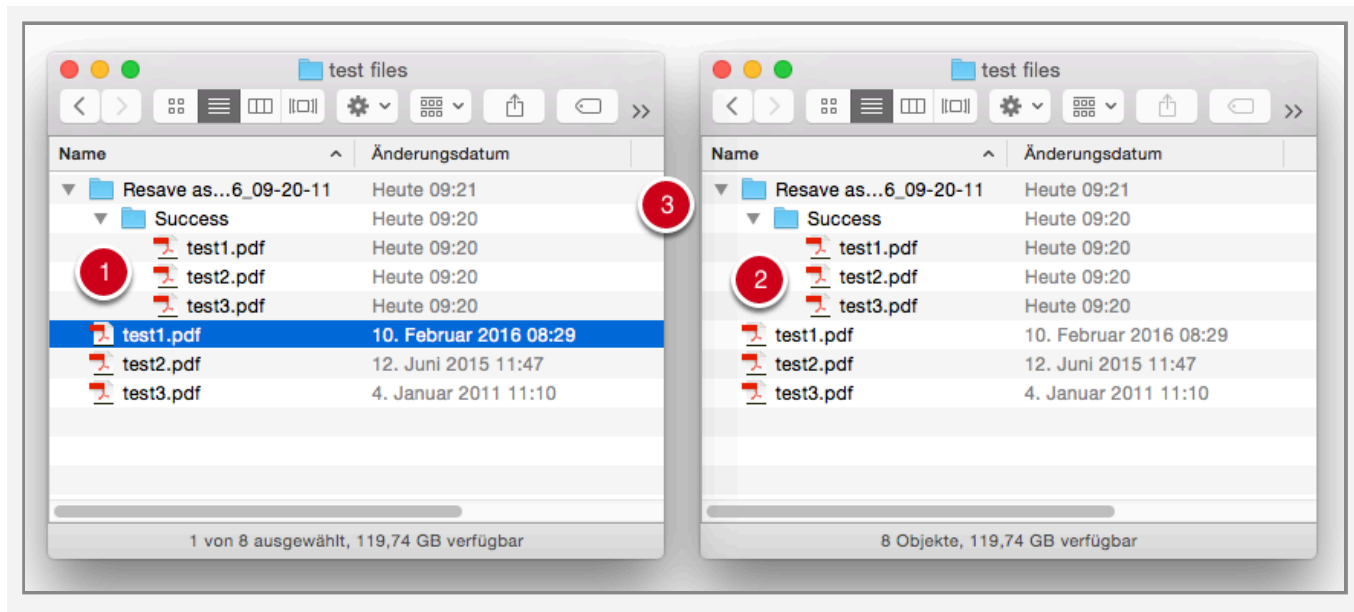 test files
Name Änderungsdatum
Resave as...6_09-20-11 Heute 09:21
Success Heute 09:20
test1.pdf Heute 09:20
1 test2.pdf Heute 09:20
test3.pdf Heute 09:20
test1.pdf 10. Februar 2016 08:29
test2.pdf 12. Juni 2015 11:47
test3.pdf 4. Januar 2011 11:10
1 von 8 ausgewählt, 119,74 GB verfügbar
3
test files
Name Änderungsdatum
Resave as...6_09-20-11 Heute 09:21
Success Heute 09:20
test1.pdf Heute 09:20
2 test2.pdf Heute 09:20
test3.pdf Heute 09:20
test1.pdf 10. Februar 2016 08:29
test2.pdf 12. Juni 2015 11:47
test3.pdf 4. Januar 2011 11:10
8 Objekte, 119,74 GB verfügbar